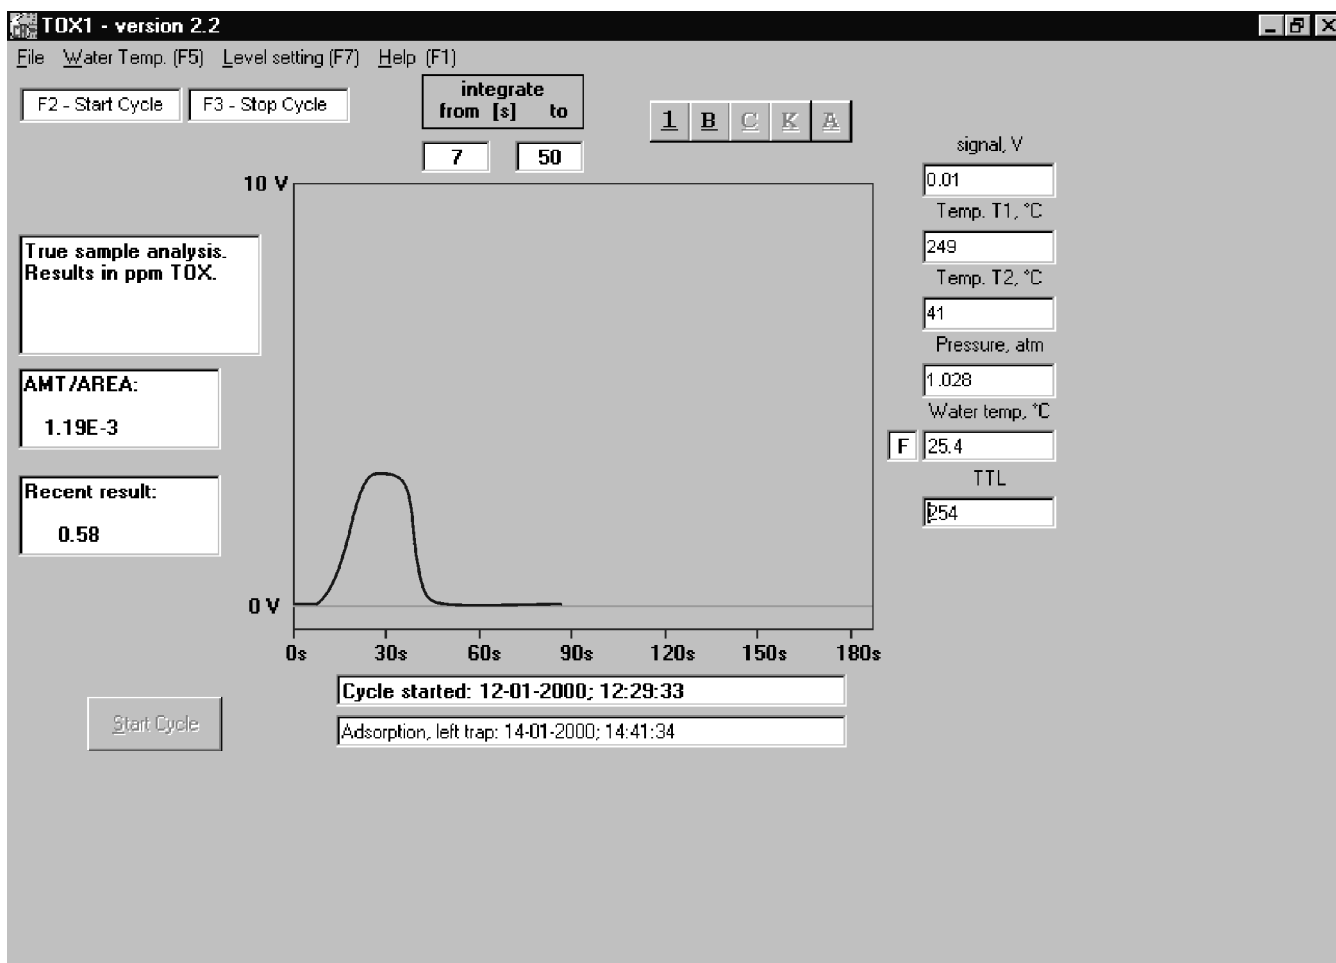 TOX1 - version 2.2
File Water Temp. (F5) Level setting (F7) Help (F1)
F2 - Start Cycle F3 - Stop Cycle
integrate
from [s] to
7 50
1 B C K A
signal, V
0.01
Temp. T1, °C
249
Temp. T2, °C
41
Pressure, atm
1.028
Water temp, °C
F 25.4
TTL
254
True sample analysis.
Results in ppm TOX.
AMT/AREA:
1.19E-3
Recent result:
0.58
10 V
0 V
0s 30s 60s 90s 120s 150s 180s
Cycle started: 12-01-2000; 12:29:33
Start Cycle
Adsorption, left trap: 14-01-2000; 14:41:34